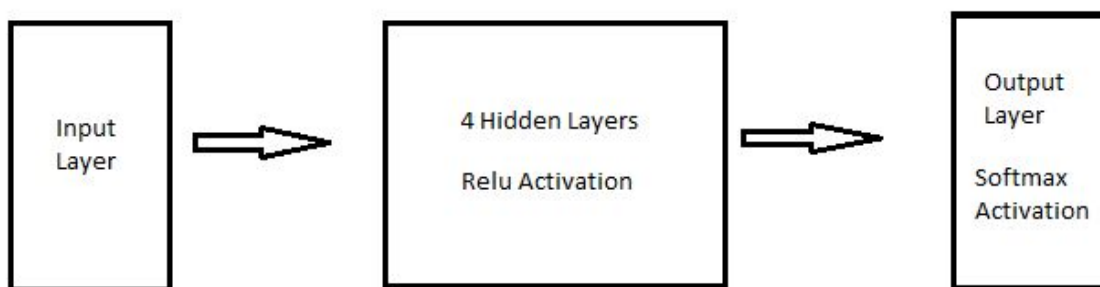 Input
Layer
4 Hidden Layers
Relu Activation
Output
Layer
Softmax
Activation